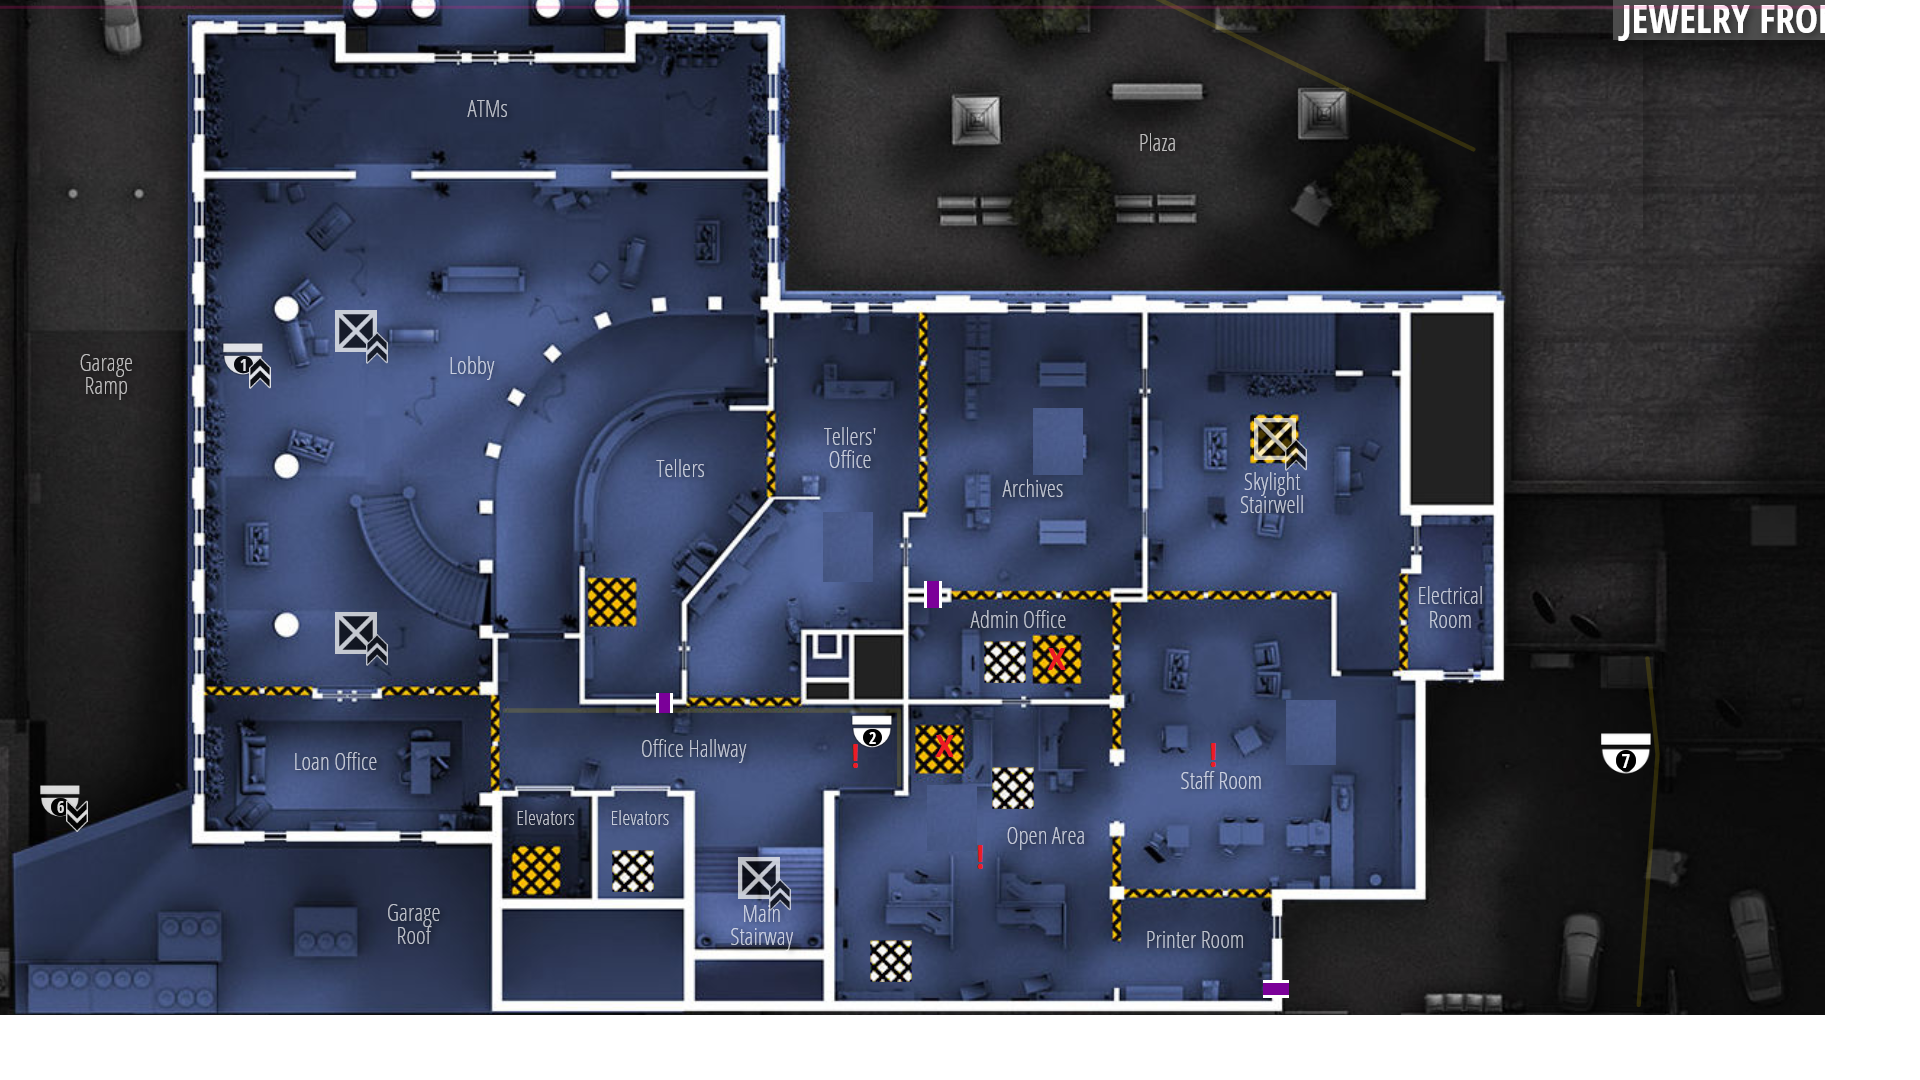 JEWELRY FRO
ATMs
Plaza
Garage
Ramp
1
Lobby
Tellers'
Office
Tellers
Archives
Skylight
Stairwell
Electrical
Room
Admin Office
X
Loan Office
Office Hallway
2
!
X
!
Staff Room
7
6
Elevators
Elevators
Open Area
!
Garage
Roof
Main
Stairway
Printer Room